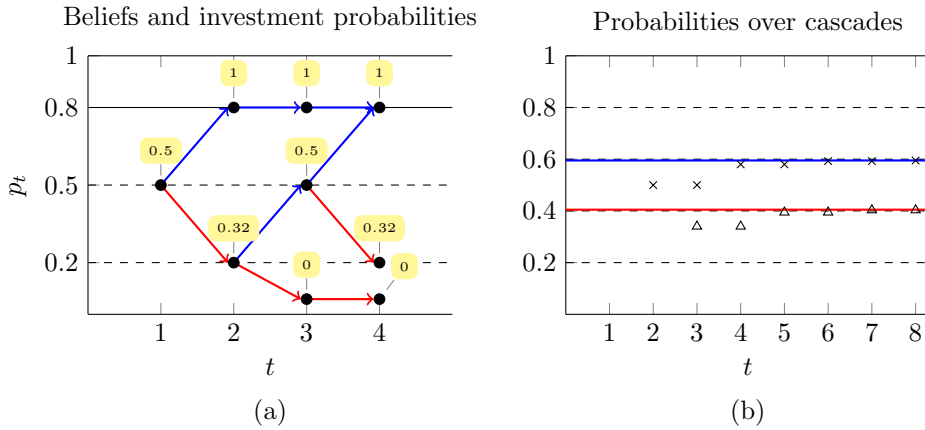 Beliefs and investment probabilities
1
0.8
0.5
0.2
p_t
1
1
1
0.5
0.5
0.32
0.32
0
0
1 2 3 4
t
(a)
Probabilities over cascades
1
0.8
0.6
0.4
0.2
1 2 3 4 5 6 7 8
t
(b)